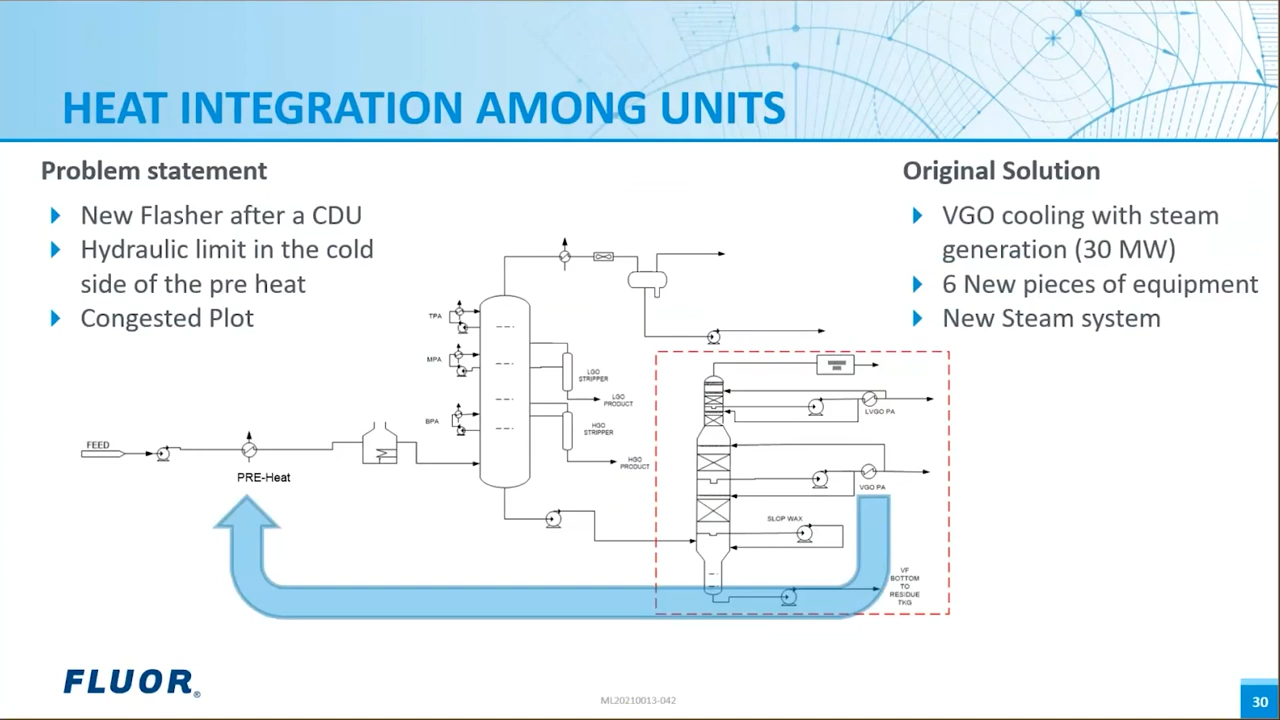 HEAT INTEGRATION AMONG UNITS
Problem statement
New Flasher after a CDU
Hydraulic limit in the cold
side of the pre heat
Congested Plot
Original Solution
VGO cooling with steam
generation (30 MW)
6 New pieces of equipment
New Steam system
TPA
MPA
BPA
LGO
STRIPPER
LGO
PRODUCT
HGO
STRIPPER
HGO
PRODUCT
FEED
PRE-Heat
LVGO PA
VGO PA
SLOP WAX
VF
BOTTOM
TO
RESIDUE
TKG
FLUOR®
ML20210013-042
30